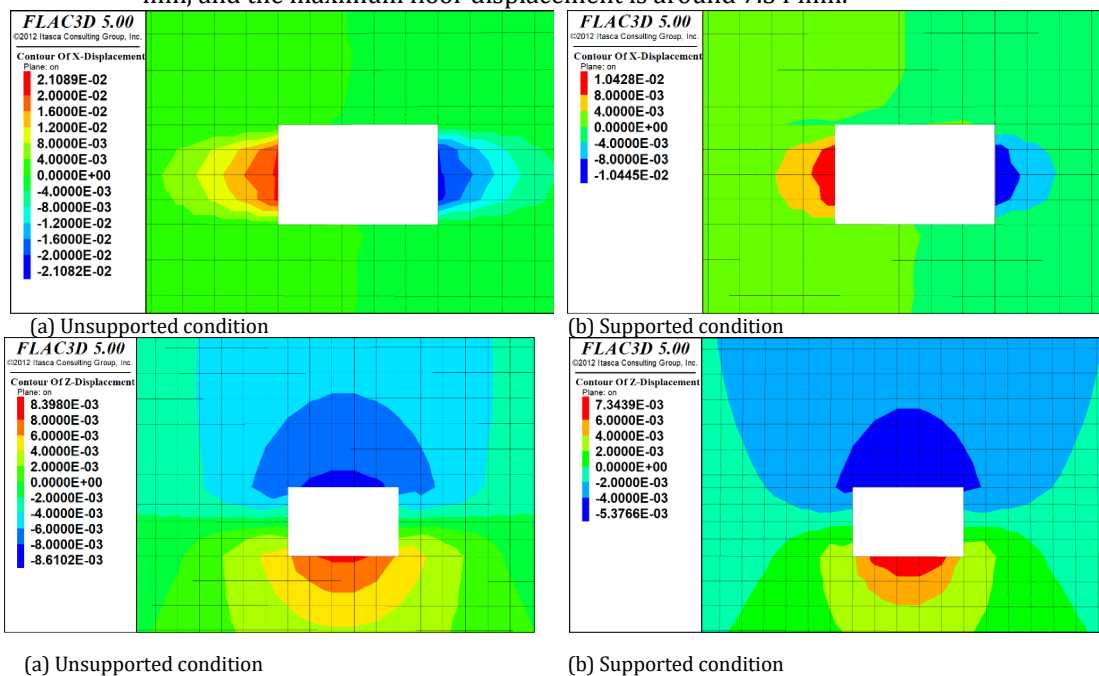 mm, and the maximum floor displacement is around 7.34 mm.
FLAC3D 5.00
©2012 Itasca Consulting Group, Inc.
Contour Of X-Displacement
Plane: on
2.1089E-02
2.0000E-02
1.6000E-02
1.2000E-02
8.0000E-03
4.0000E-03
0.0000E+00
-4.0000E-03
-8.0000E-03
-1.2000E-02
-1.6000E-02
-2.0000E-02
-2.1082E-02
FLAC3D 5.00
©2012 Itasca Consulting Group, Inc.
Contour Of X-Displacement
Plane: on
1.0428E-02
8.0000E-03
4.0000E-03
0.0000E+00
-4.0000E-03
-8.0000E-03
-1.0445E-02
(a) Unsupported condition
(b) Supported condition
FLAC3D 5.00
©2012 Itasca Consulting Group, Inc.
Contour Of Z-Displacement
Plane: on
8.3980E-03
8.0000E-03
6.0000E-03
4.0000E-03
2.0000E-03
0.0000E+00
-2.0000E-03
-4.0000E-03
-6.0000E-03
-8.0000E-03
-8.6102E-03
FLAC3D 5.00
©2012 Itasca Consulting Group, Inc.
Contour Of Z-Displacement
Plane: on
7.3439E-03
6.0000E-03
4.0000E-03
2.0000E-03
0.0000E+00
-2.0000E-03
-4.0000E-03
-5.3766E-03
(a) Unsupported condition
(b) Supported condition